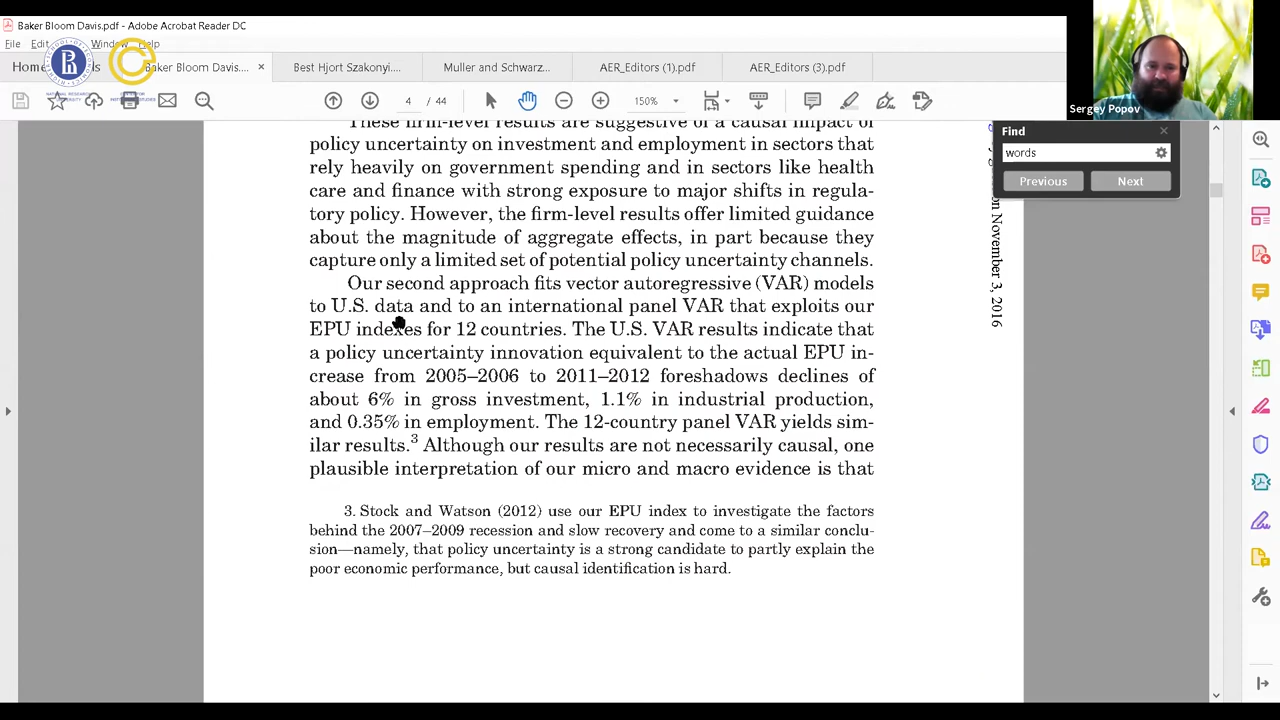 Baker Bloom Davis.pdf - Adobe Acrobat Reader DC
File Edit Window Help
Baker Bloom Davis.... × Best Hjort Szakonyi.... Muller and Schwarz... AER_Editors (1).pdf AER_Editors (3).pdf
4 / 44 150%
Sergey Popov
Find
words
Previous Next
These firm-level results are suggestive of a causal impact of
policy uncertainty on investment and employment in sectors that
rely heavily on government spending and in sectors like health
care and finance with strong exposure to major shifts in regula-
tory policy. However, the firm-level results offer limited guidance
about the magnitude of aggregate effects, in part because they
capture only a limited set of potential policy uncertainty channels.
Our second approach fits vector autoregressive (VAR) models
to U.S. data and to an international panel VAR that exploits our
EPU indexes for 12 countries. The U.S. VAR results indicate that
a policy uncertainty innovation equivalent to the actual EPU in-
crease from 2005–2006 to 2011–2012 foreshadows declines of
about 6% in gross investment, 1.1% in industrial production,
and 0.35% in employment. The 12-country panel VAR yields sim-
ilar results.3 Although our results are not necessarily causal, one
plausible interpretation of our micro and macro evidence is that
3. Stock and Watson (2012) use our EPU index to investigate the factors
behind the 2007–2009 recession and slow recovery and come to a similar conclu-
sion—namely, that policy uncertainty is a strong candidate to partly explain the
poor economic performance, but causal identification is hard.
on November 3, 2016